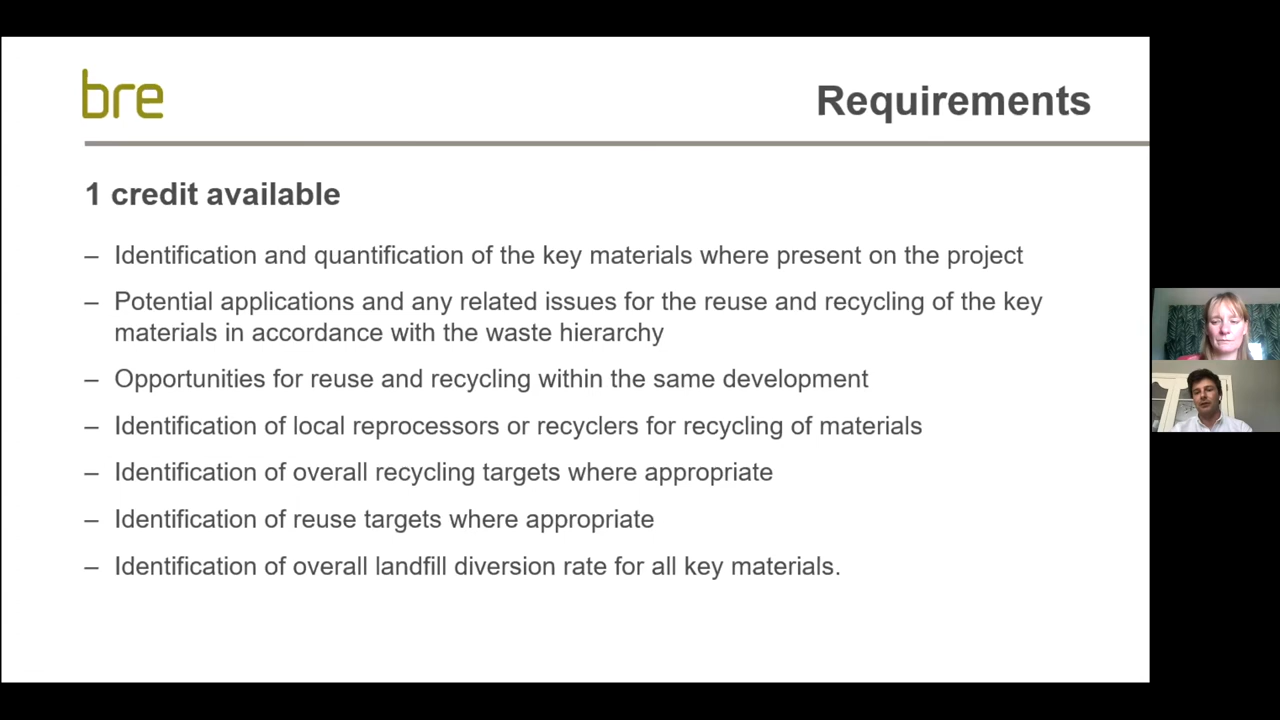 bre
Requirements
1 credit available
– Identification and quantification of the key materials where present on the project
– Potential applications and any related issues for the reuse and recycling of the key
materials in accordance with the waste hierarchy
– Opportunities for reuse and recycling within the same development
– Identification of local reprocessors or recyclers for recycling of materials
– Identification of overall recycling targets where appropriate
– Identification of reuse targets where appropriate
– Identification of overall landfill diversion rate for all key materials.